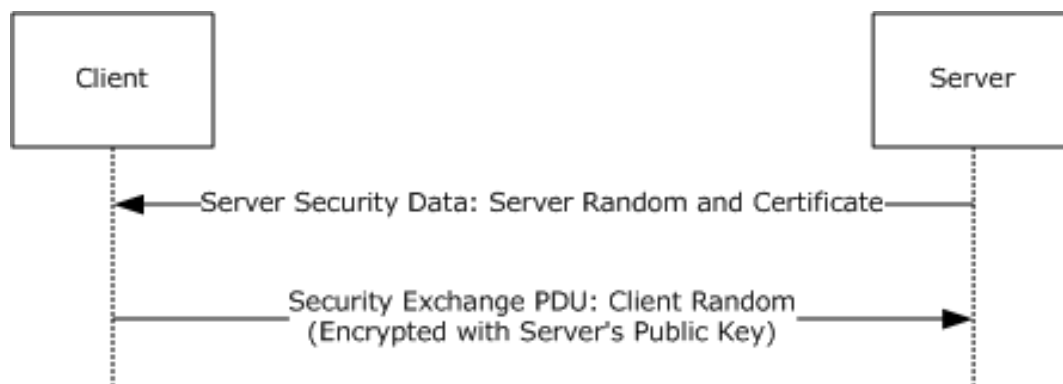 Client
Server
Server Security Data: Server Random and Certificate
Security Exchange PDU: Client Random
(Encrypted with Server's Public Key)